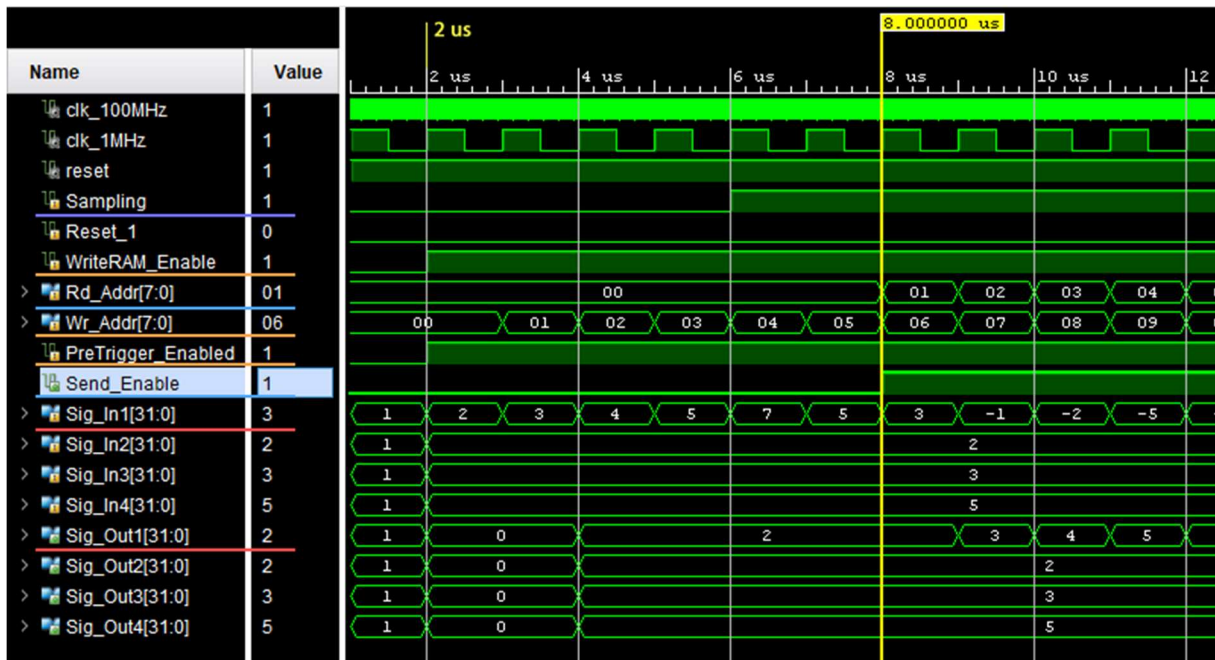 2 us 8.000000 us
Name Value 2 us 4 us 6 us 8 us 10 us 12
clk_100MHz 1
clk_1MHz 1
reset 1
Sampling 1
Reset_1 0
WriteRAM_Enable 1
Rd_Addr[7:0] 01 00 01 02 03 04
Wr_Addr[7:0] 06 00 01 02 03 04 05 06 07 08 09
PreTrigger_Enabled 1
Send_Enable 1
Sig_In1[31:0] 3 1 2 3 4 5 7 5 3 -1 -2 -5
Sig_In2[31:0] 2 1 2
Sig_In3[31:0] 3 1 3
Sig_In4[31:0] 5 1 5
Sig_Out1[31:0] 2 1 0 2 3 4 5
Sig_Out2[31:0] 2 1 0 2
Sig_Out3[31:0] 3 1 0 3
Sig_Out4[31:0] 5 1 0 5